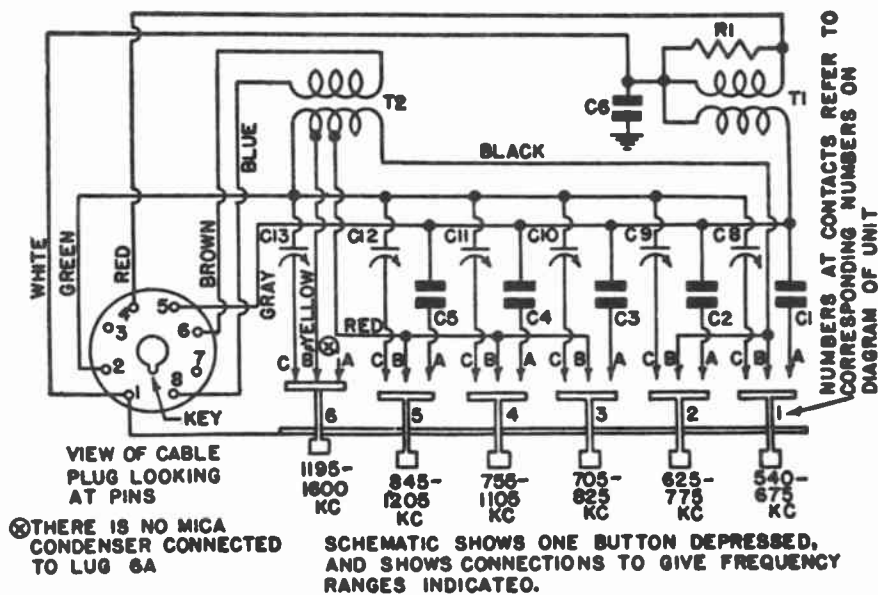 R1
T2
C6
T1
BLACK
BLUE
WHITE
GREEN
RED
BROWN
GRAY
YELLOW
RED
C13
C12
C11
C10
C9
C8
C5
C4
C3
C2
C1
C B A
C B A
C B A
C B A
C B A
C B A
3
4
5
6
2
7
1
8
KEY
6
5
4
3
2
1
NUMBERS AT CONTACTS REFER TO
CORRESPONDING NUMBERS ON
DIAGRAM OF UNIT
VIEW OF CABLE
PLUG LOOKING
AT PINS
1195-
1600
KC
845-
1205
KC
755-
1105
KC
705-
825
KC
625-
775
KC
540-
675
KC
⊗ THERE IS NO MICA
CONDENSER CONNECTED
TO LUG 6A
SCHEMATIC SHOWS ONE BUTTON DEPRESSED,
AND SHOWS CONNECTIONS TO GIVE FREQUENCY
RANGES INDICATED.